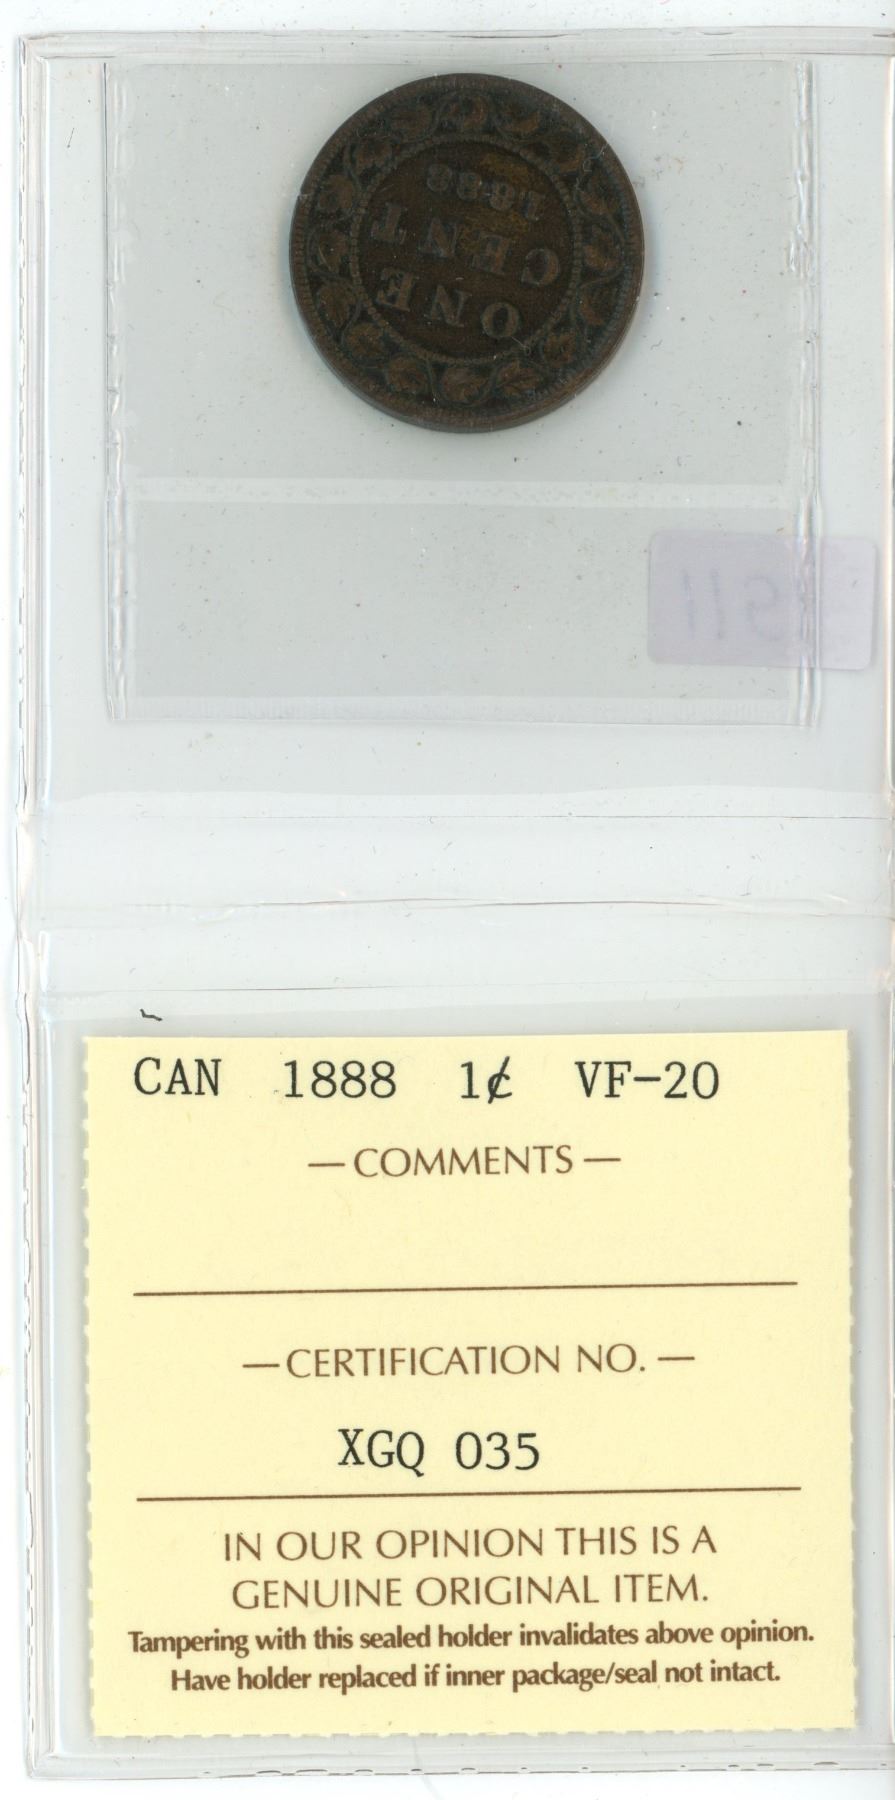 ONE
CENT
1888
911
CAN 1888 1¢ VF-20
— COMMENTS —
— CERTIFICATION NO. —
XGQ 035
IN OUR OPINION THIS IS A
GENUINE ORIGINAL ITEM.
Tampering with this sealed holder invalidates above opinion.
Have holder replaced if inner package/seal not intact.